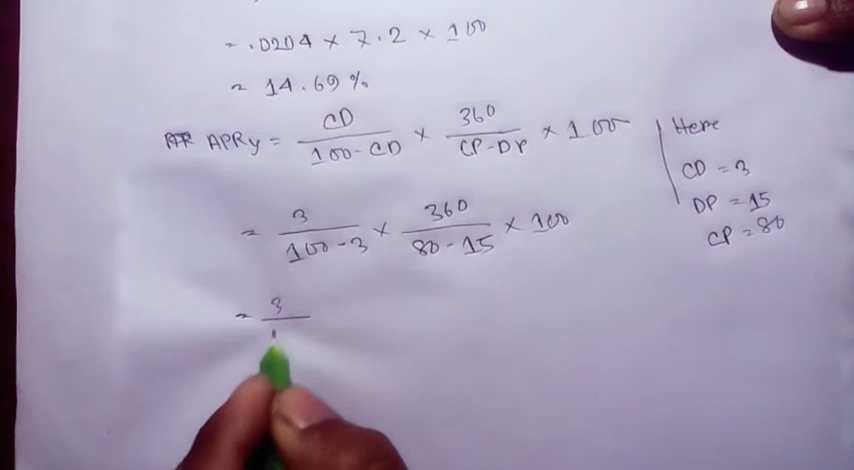 = .0204 × 7.2 × 100
= 14.69%
APRy = CD / 100 - CD × 360 / CP - DP × 100
Here
CD = 3
DP = 15
CP = 80
= 3 / 100 - 3 × 360 / 80 - 15 × 100
= 3